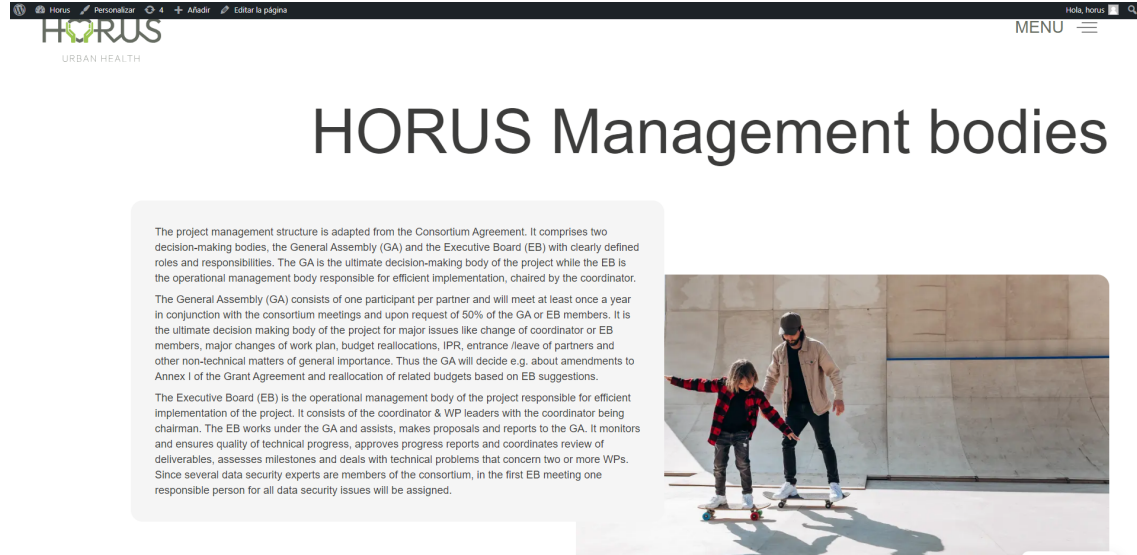 Horus Personalizar 4 Añadir Editar la página Hola, horus
HORUS
URBAN HEALTH
MENU
HORUS Management bodies
The project management structure is adapted from the Consortium Agreement. It comprises two
decision-making bodies, the General Assembly (GA) and the Executive Board (EB) with clearly defined
roles and responsibilities. The GA is the ultimate decision-making body of the project while the EB is
the operational management body responsible for efficient implementation, chaired by the coordinator.
The General Assembly (GA) consists of one participant per partner and will meet at least once a year
in conjunction with the consortium meetings and upon request of 50% of the GA or EB members. It is
the ultimate decision making body of the project for major issues like change of coordinator or EB
members, major changes of work plan, budget reallocations, IPR, entrance /leave of partners and
other non-technical matters of general importance. Thus the GA will decide e.g. about amendments to
Annex I of the Grant Agreement and reallocation of related budgets based on EB suggestions.
The Executive Board (EB) is the operational management body of the project responsible for efficient
implementation of the project. It consists of the coordinator & WP leaders with the coordinator being
chairman. The EB works under the GA and assists, makes proposals and reports to the GA. It monitors
and ensures quality of technical progress, approves progress reports and coordinates review of
deliverables, assesses milestones and deals with technical problems that concern two or more WPs.
Since several data security experts are members of the consortium, in the first EB meeting one
responsible person for all data security issues will be assigned.